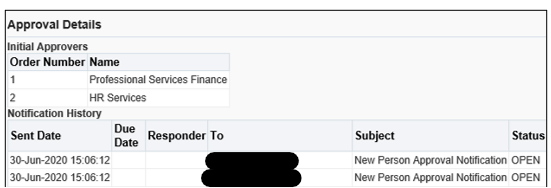 Approval Details
Initial Approvers
Order Number Name
1 Professional Services Finance
2 HR Services
Notification History
Sent Date Due Date Responder To Subject Status
30-Jun-2020 15:06:12 New Person Approval Notification OPEN
30-Jun-2020 15:06:12 New Person Approval Notification OPEN